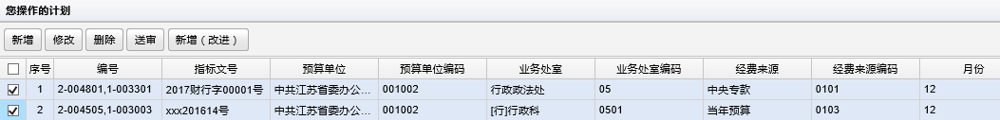 您操作的计划
新增 修改 删除 送审 新增（改进）
序号 编号 指标文号 预算单位 预算单位编码 业务处室 业务处室编码 经费来源 经费来源编码 月份
1 2-004801,1-003301 2017财行字00001号 中共江苏省委办公... 001002 行政政法处 05 中央专款 0101 12
2 2-004505,1-003003 xxx201614号 中共江苏省委办公... 001002 [行]行政科 0501 当年预算 0103 12